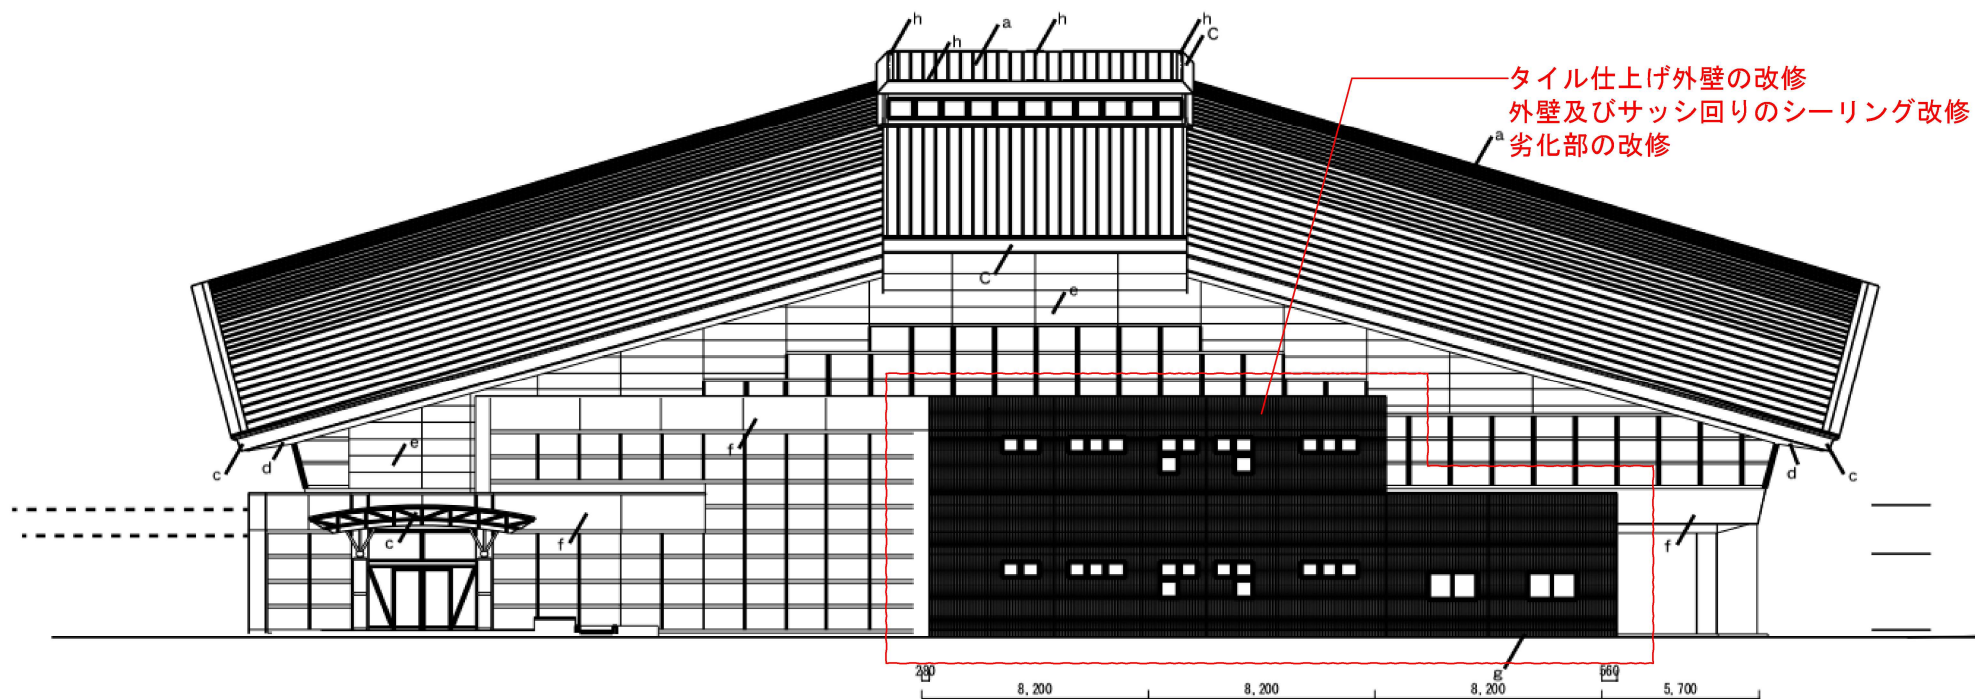 h
a
h
h
C
h
タイル仕上げ外壁の改修
外壁及びサッシ回りのシーリング改修
a
劣化部の改修
C
e
e
f
c
d
d
c
c
f
f
g
280
560
8,200
8,200
8,200
5,700